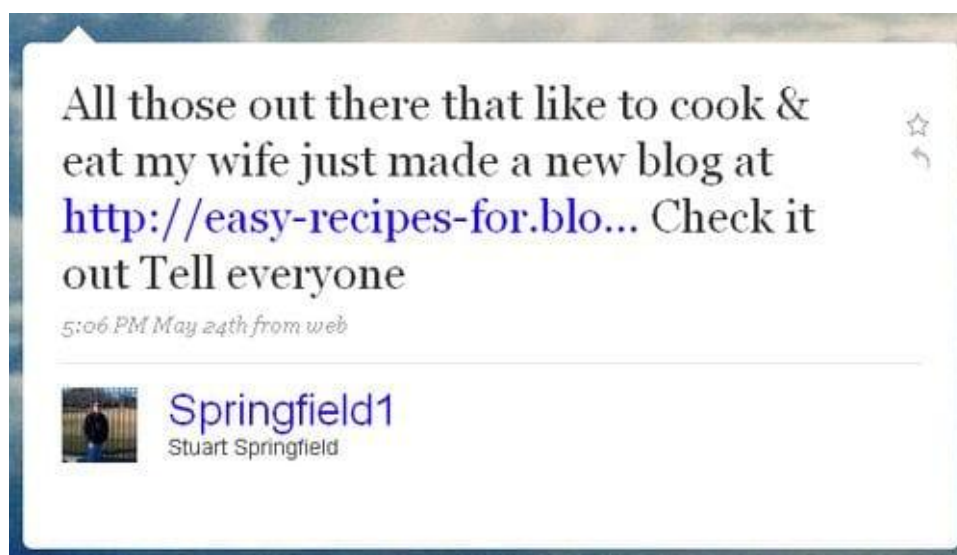 All those out there that like to cook &
eat my wife just made a new blog at
http://easy-recipes-for.blo... Check it
out Tell everyone
5:06 PM May 24th from web
Springfield1
Stuart Springfield